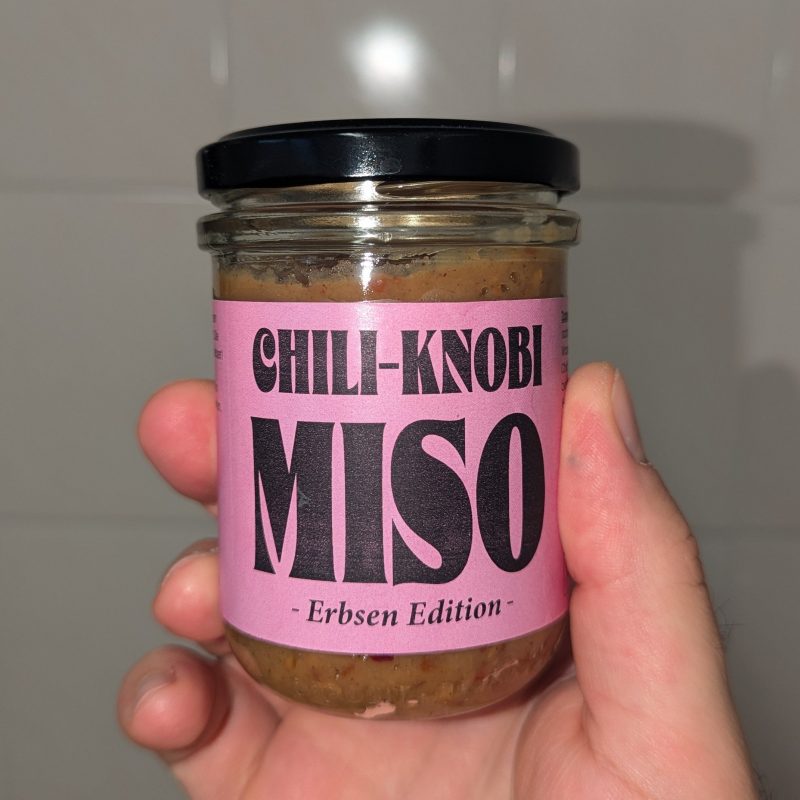 CHILI-KNOBI
MISO
- Erbsen Edition -